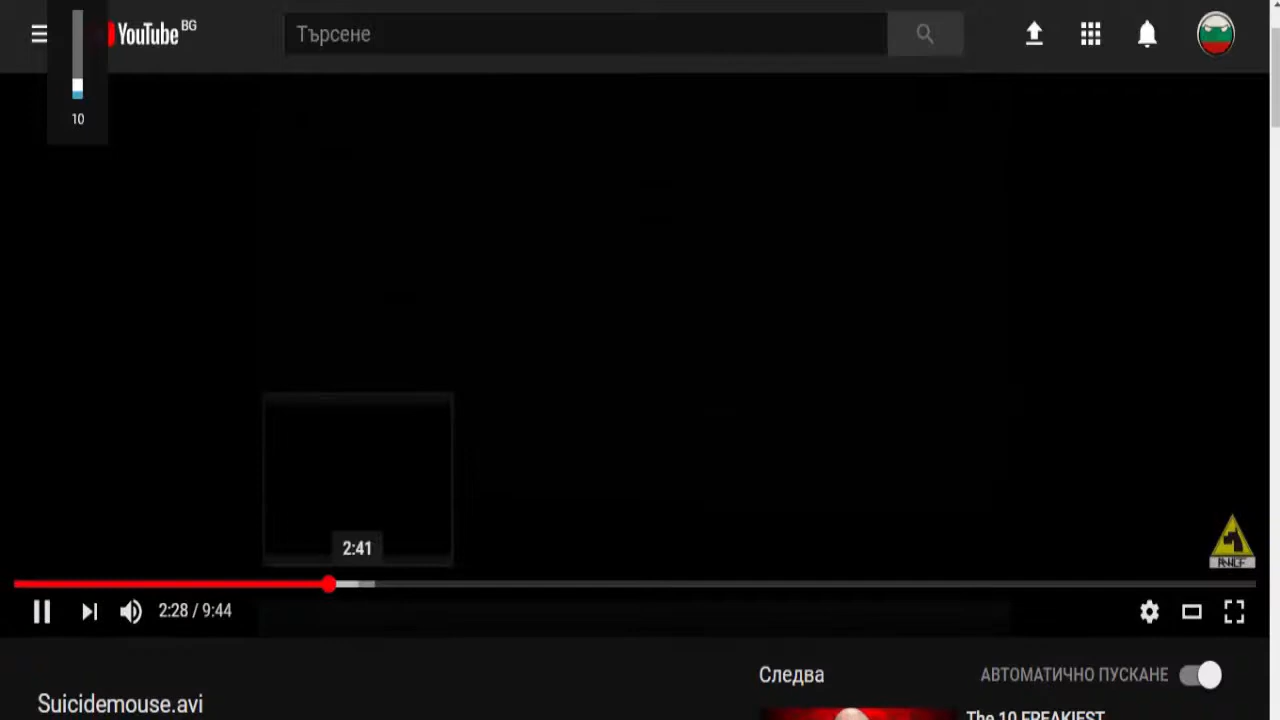 YouTube BG
Търсене
10
2:41
2:28 / 9:44
Следва
АВТОМАТИЧНО ПУСКАНЕ
Suicidemouse.avi
The 10 FREAKIEST